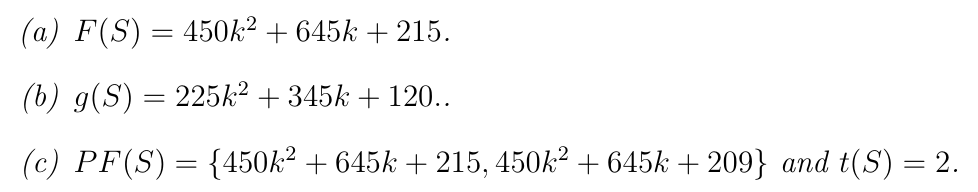 (a) F(S) = 450k² + 645k + 215.
(b) g(S) = 225k² + 345k + 120..
(c) PF(S) = {450k² + 645k + 215, 450k² + 645k + 209} and t(S) = 2.